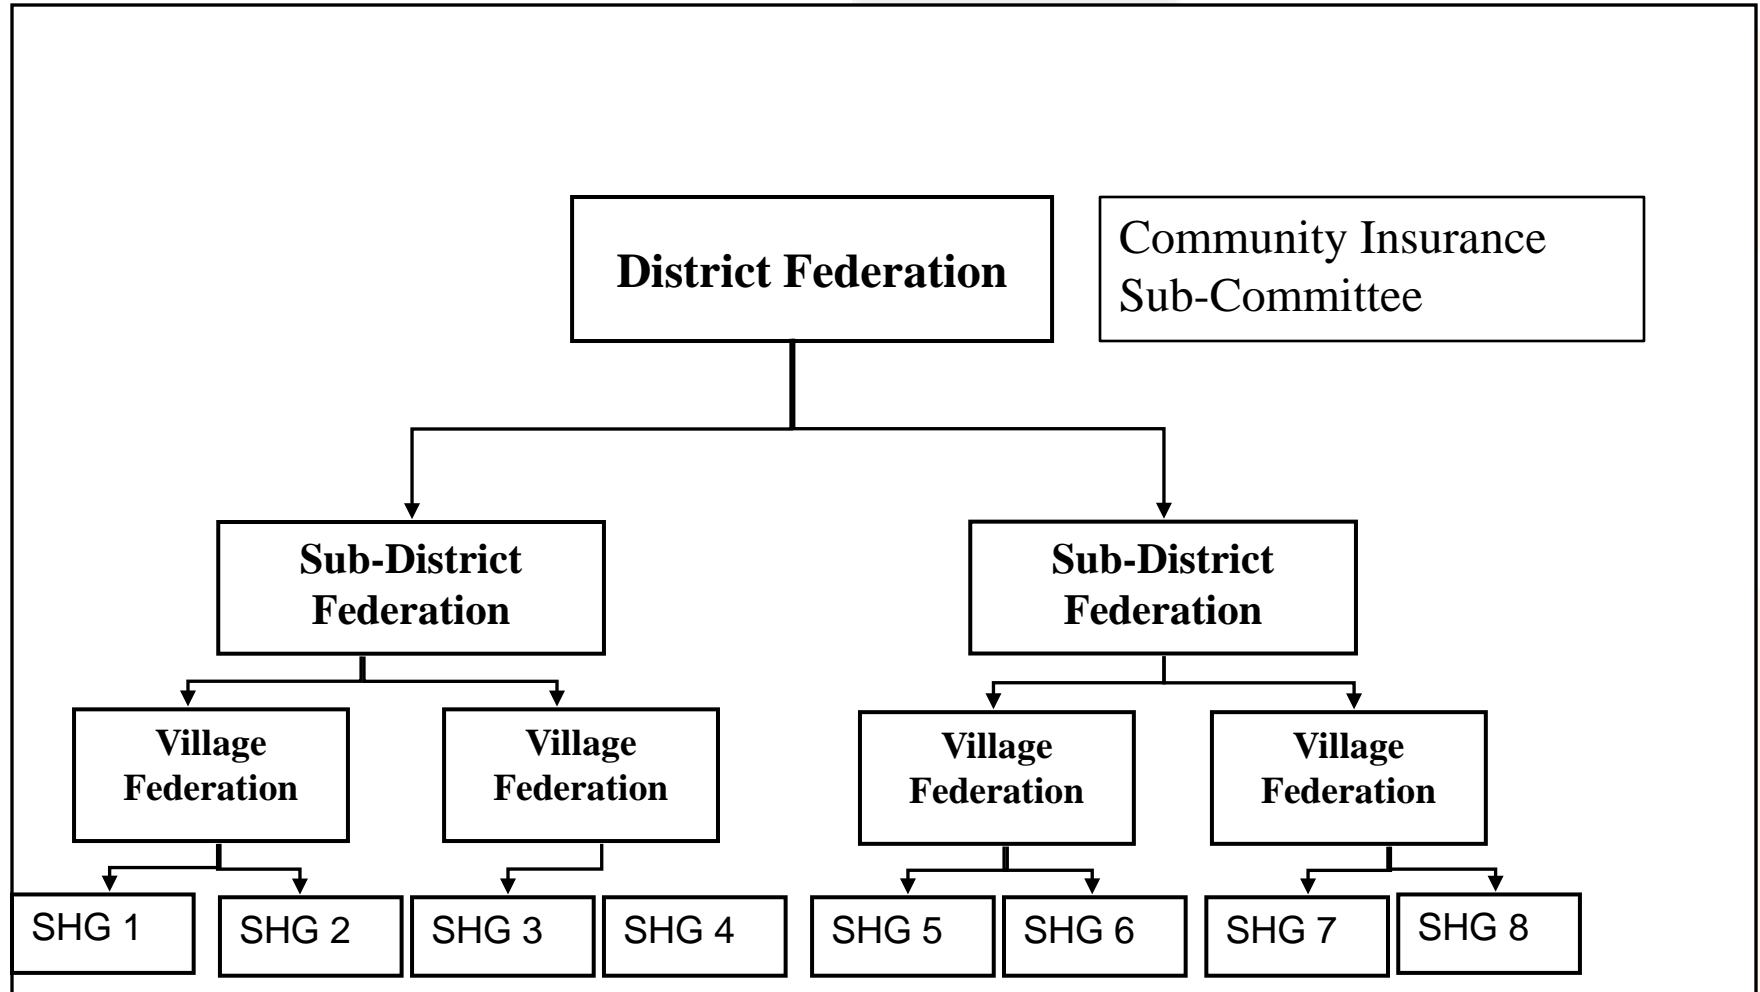 District Federation
Community Insurance
Sub-Committee
Sub-District
Federation
Sub-District
Federation
Village
Federation
Village
Federation
Village
Federation
Village
Federation
SHG 1
SHG 2
SHG 3
SHG 4
SHG 5
SHG 6
SHG 7
SHG 8